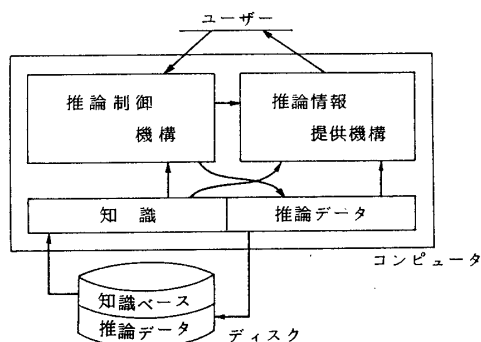 ユーザー
推論制御
機構
推論情報
提供機構
知識
推論データ
コンピュータ
知識ベース
推論データ
ディスク